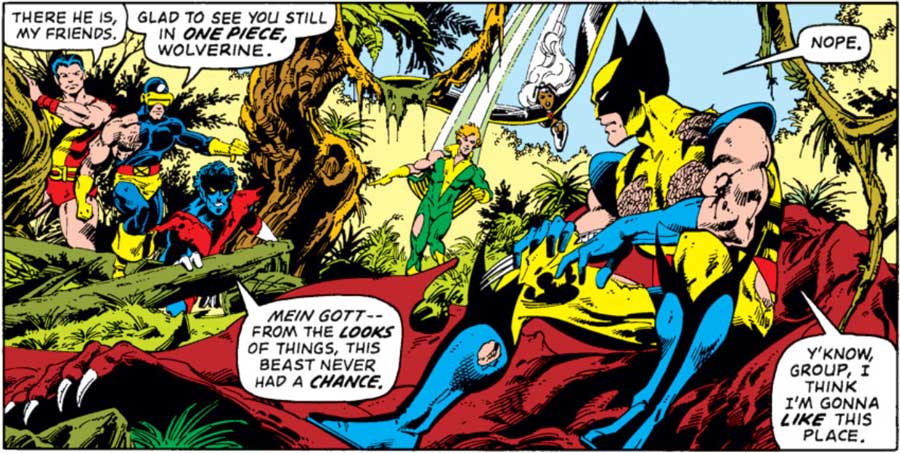 THERE HE IS,
MY FRIENDS.
GLAD TO SEE YOU STILL
IN ONE PIECE,
WOLVERINE.
NOPE.
MEIN GOTT--
FROM THE LOOKS
OF THINGS, THIS
BEAST NEVER
HAD A CHANCE.
Y'KNOW,
GROUP, I
THINK
I'M GONNA
LIKE THIS
PLACE.